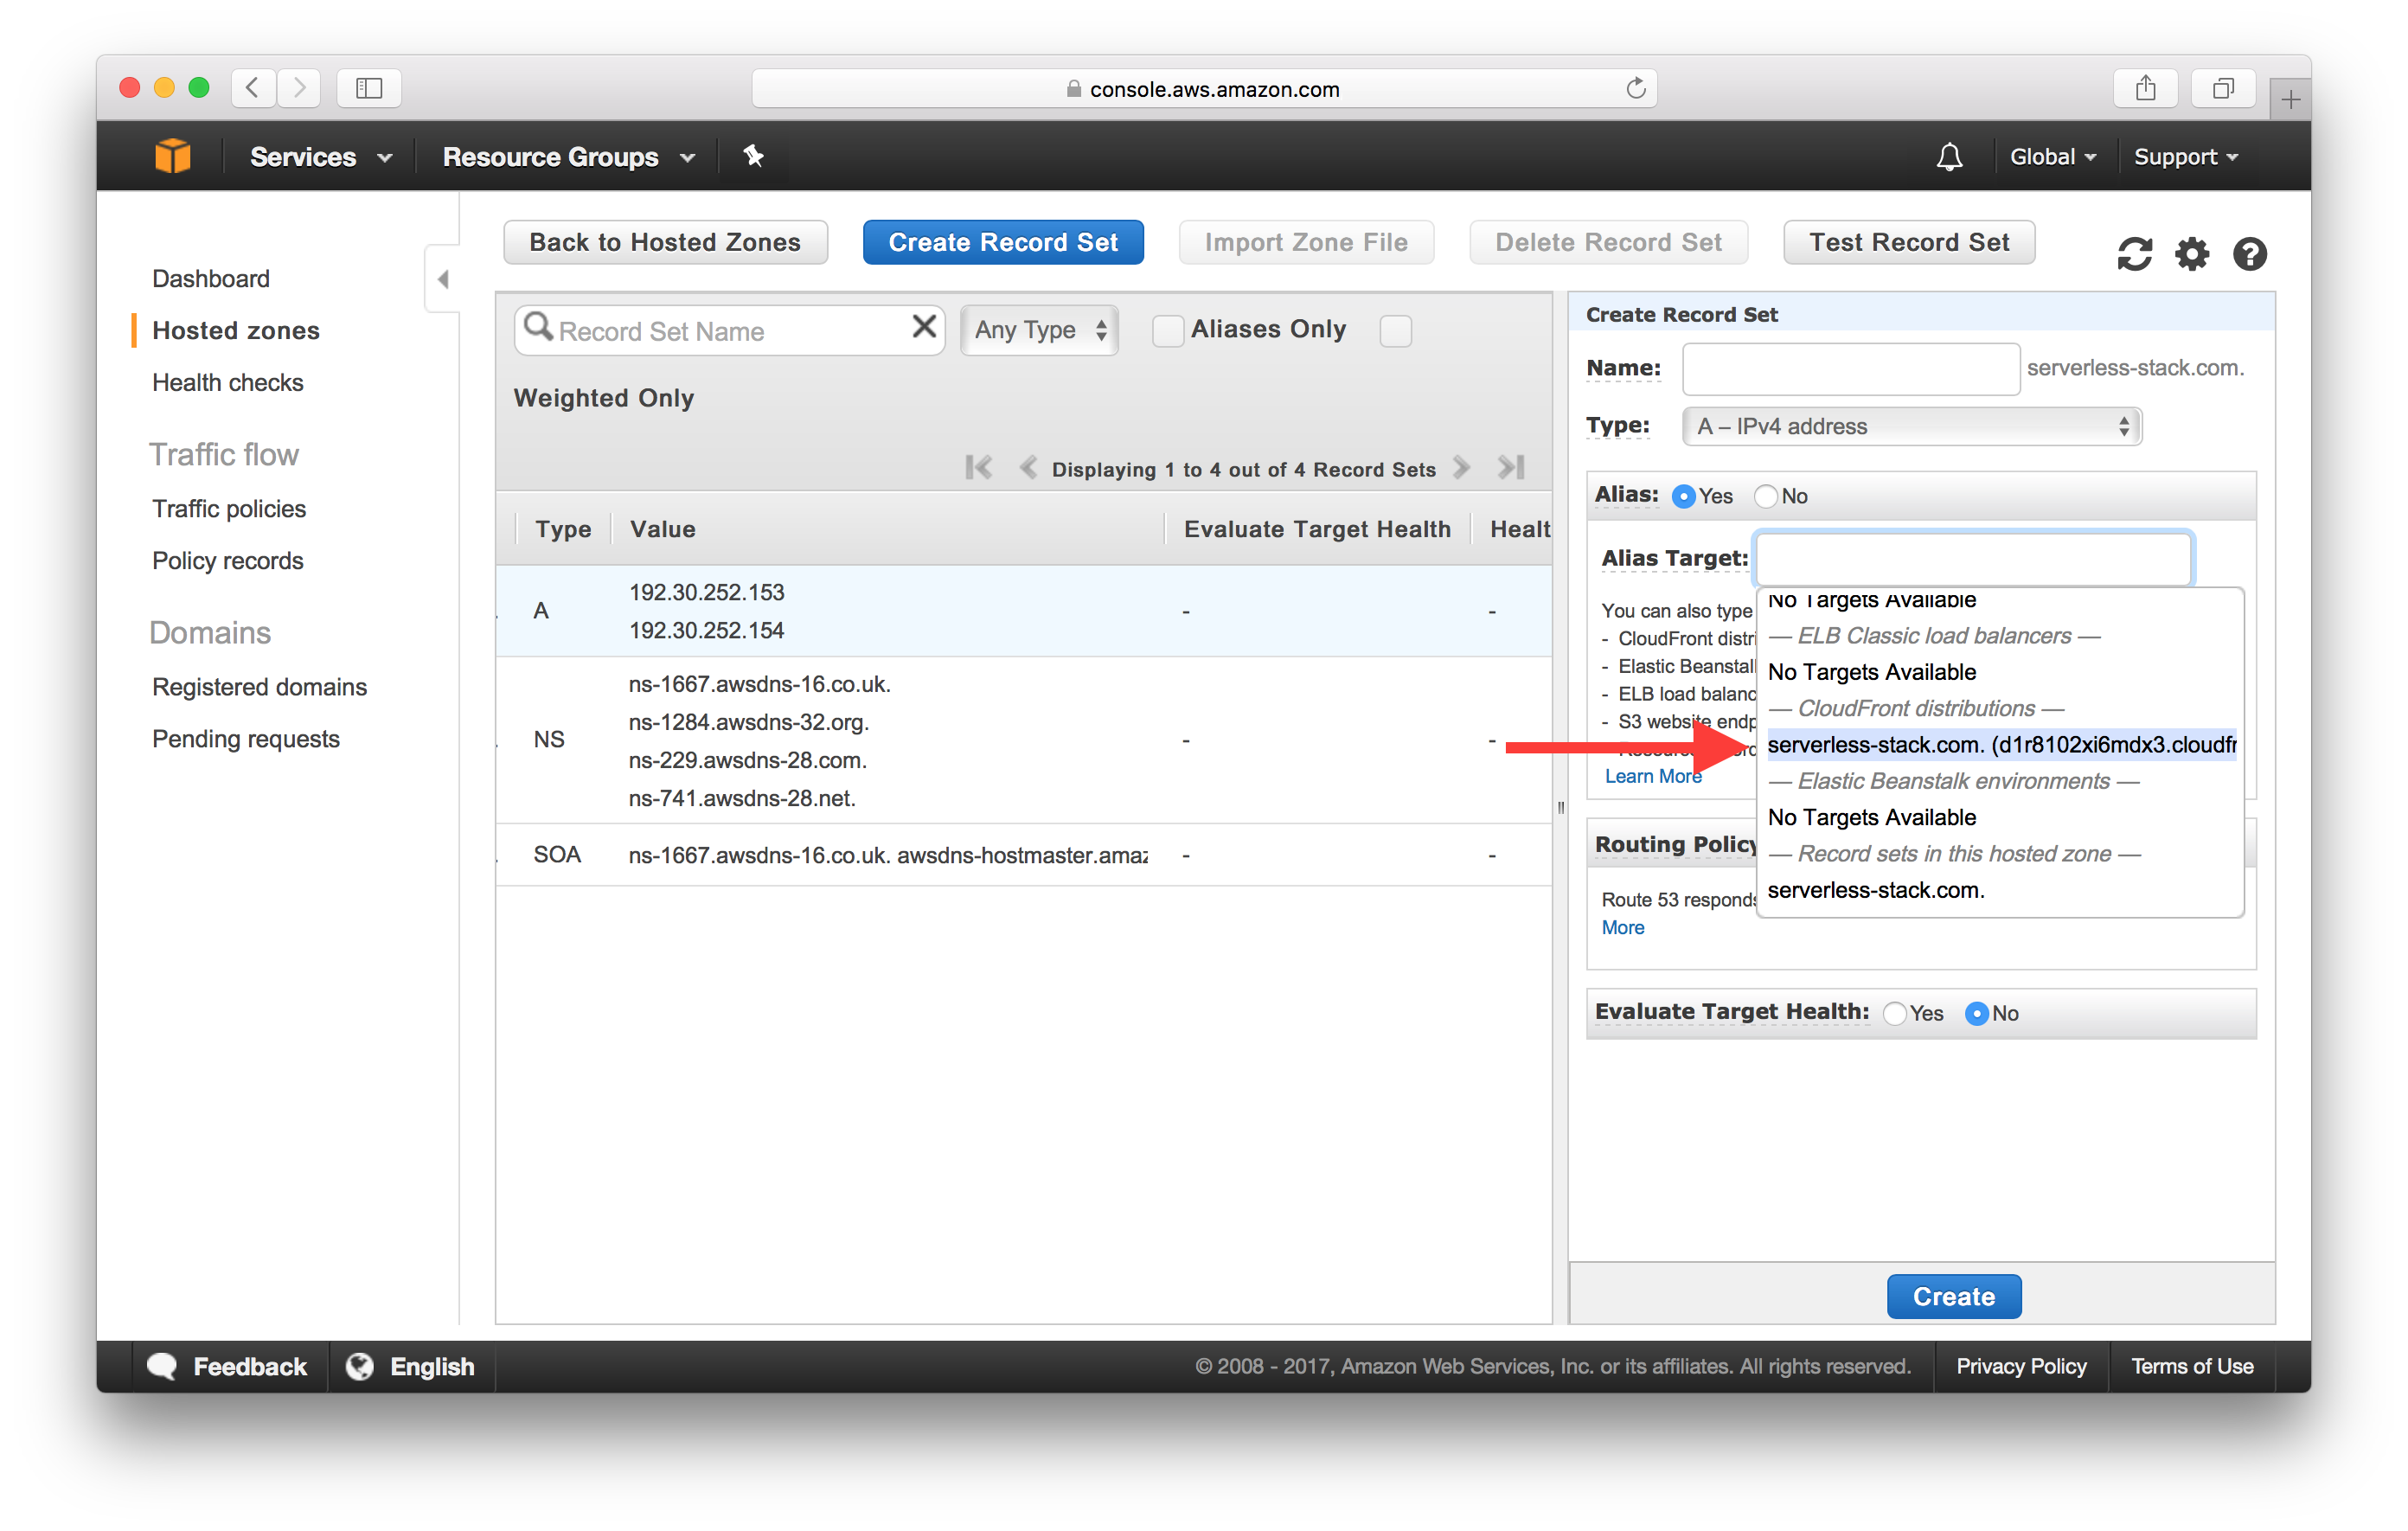 console.aws.amazon.com
Services
Resource Groups
Global
Support
Dashboard
Hosted zones
Health checks
Traffic flow
Traffic policies
Policy records
Domains
Registered domains
Pending requests
Back to Hosted Zones
Create Record Set
Import Zone File
Delete Record Set
Test Record Set
Record Set Name
Any Type
Aliases Only
Weighted Only
Displaying 1 to 4 out of 4 Record Sets
Type Value Evaluate Target Health Healt
A 192.30.252.153 - -
192.30.252.154
NS ns-1667.awsdns-16.co.uk. - -
ns-1284.awsdns-32.org.
ns-229.awsdns-28.com.
ns-741.awsdns-28.net.
SOA ns-1667.awsdns-16.co.uk. awsdns-hostmaster.amaz - -
Create Record Set
Name: serverless-stack.com.
Type: A – IPv4 address
Alias: Yes No
Alias Target:
You can also type
- CloudFront distri
- Elastic Beanstal
- ELB load balanc
- S3 website endp
Learn More
No Targets Available
— ELB Classic load balancers —
No Targets Available
— CloudFront distributions —
serverless-stack.com. (d1r8102xi6mdx3.cloudfr
— Elastic Beanstalk environments —
No Targets Available
— Record sets in this hosted zone —
serverless-stack.com.
Routing Policy
Route 53 responds
More
Evaluate Target Health: Yes No
Create
Feedback
English
© 2008 - 2017, Amazon Web Services, Inc. or its affiliates. All rights reserved.
Privacy Policy
Terms of Use